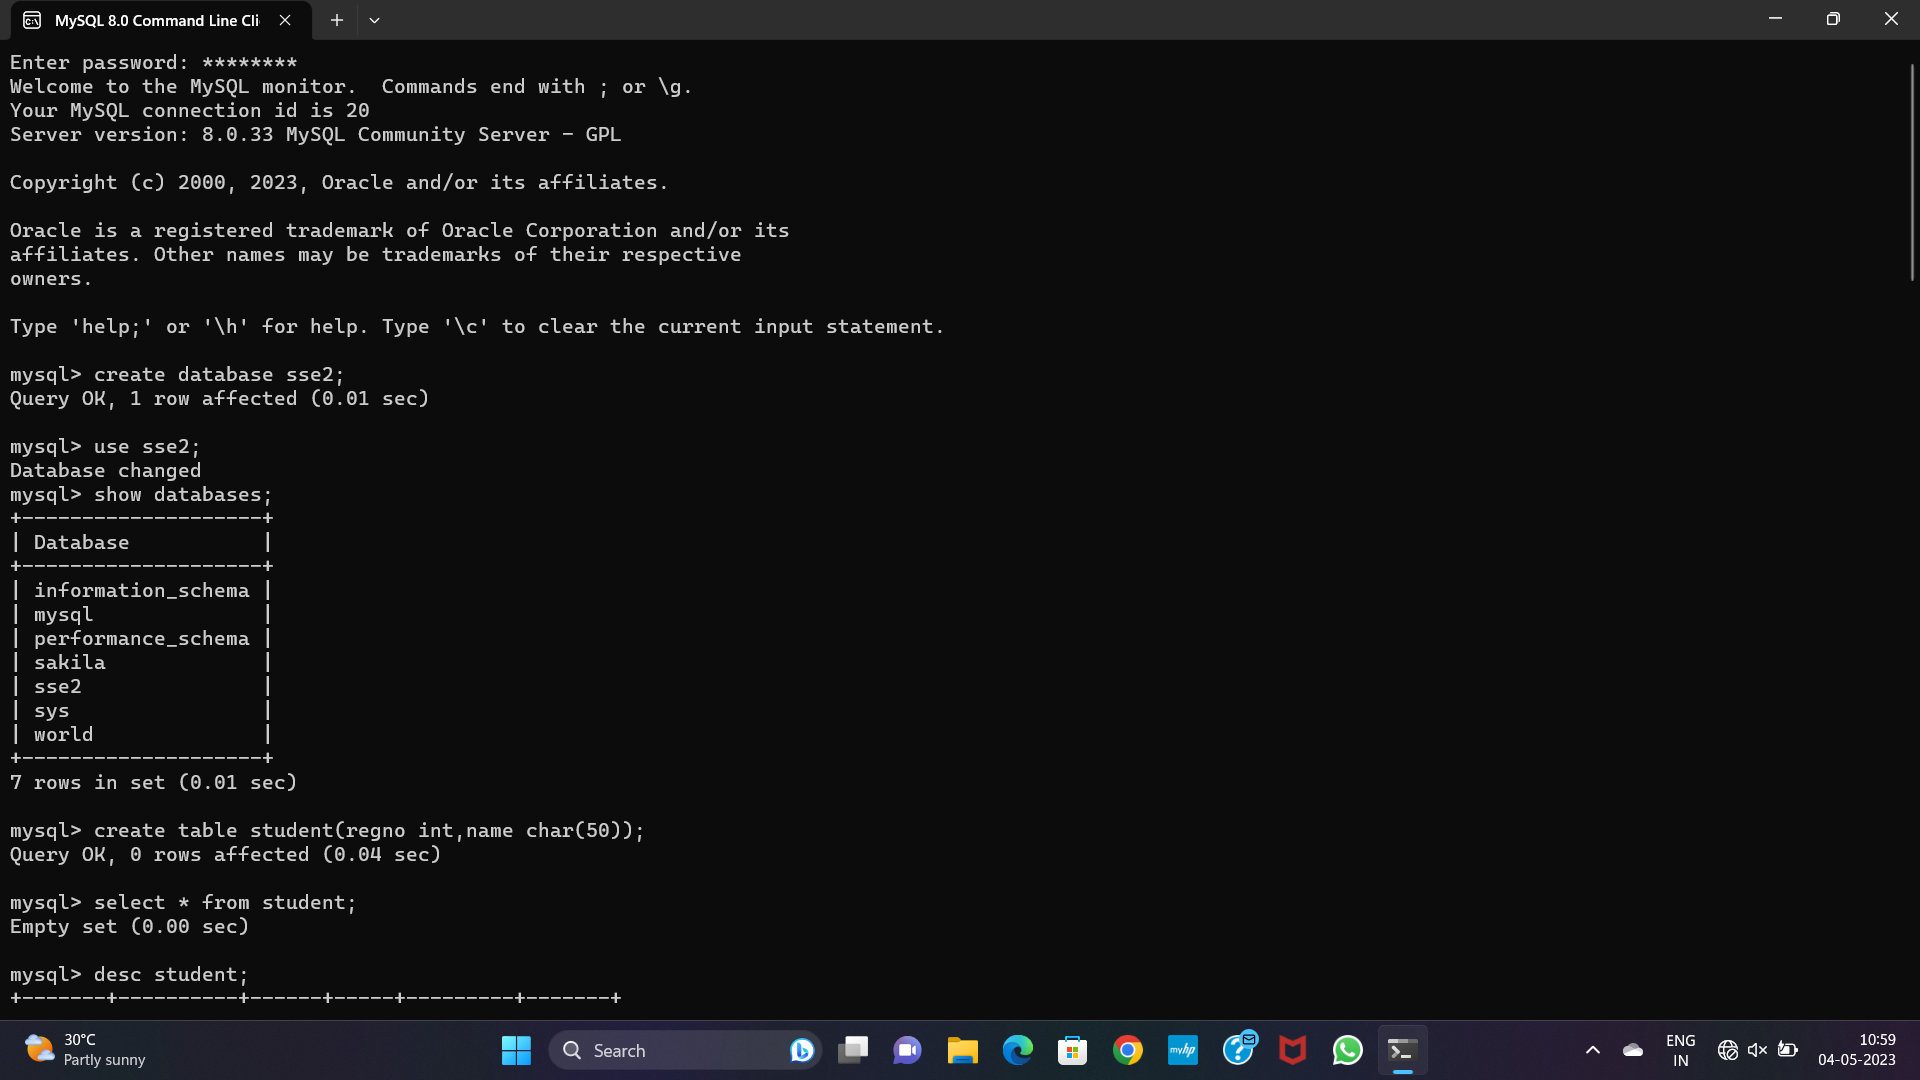 MySQL 8.0 Command Line Cli
Enter password: ********
Welcome to the MySQL monitor.  Commands end with ; or \g.
Your MySQL connection id is 20
Server version: 8.0.33 MySQL Community Server - GPL
Copyright (c) 2000, 2023, Oracle and/or its affiliates.
Oracle is a registered trademark of Oracle Corporation and/or its
affiliates. Other names may be trademarks of their respective
owners.
Type 'help;' or '\h' for help. Type '\c' to clear the current input statement.
mysql> create database sse2;
Query OK, 1 row affected (0.01 sec)
mysql> use sse2;
Database changed
mysql> show databases;
+--------------------+
| Database           |
+--------------------+
| information_schema |
| mysql              |
| performance_schema |
| sakila             |
| sse2               |
| sys                |
| world              |
+--------------------+
7 rows in set (0.01 sec)
mysql> create table student(regno int,name char(50));
Query OK, 0 rows affected (0.04 sec)
mysql> select * from student;
Empty set (0.00 sec)
mysql> desc student;
+-------+----------+------+-----+---------+-------+
30°C
Partly sunny
Search
myhp
ENG
IN
10:59
04-05-2023